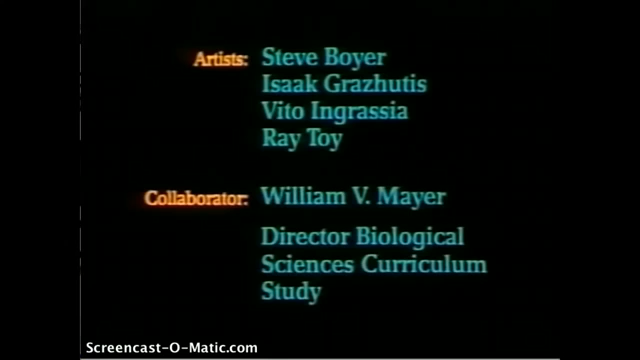 Artists: Steve Boyer
Isaak Grazhutis
Vito Ingrassia
Ray Toy
Collaborator: William V. Mayer
Director Biological
Sciences Curriculum
Study
Screencast-O-Matic.com